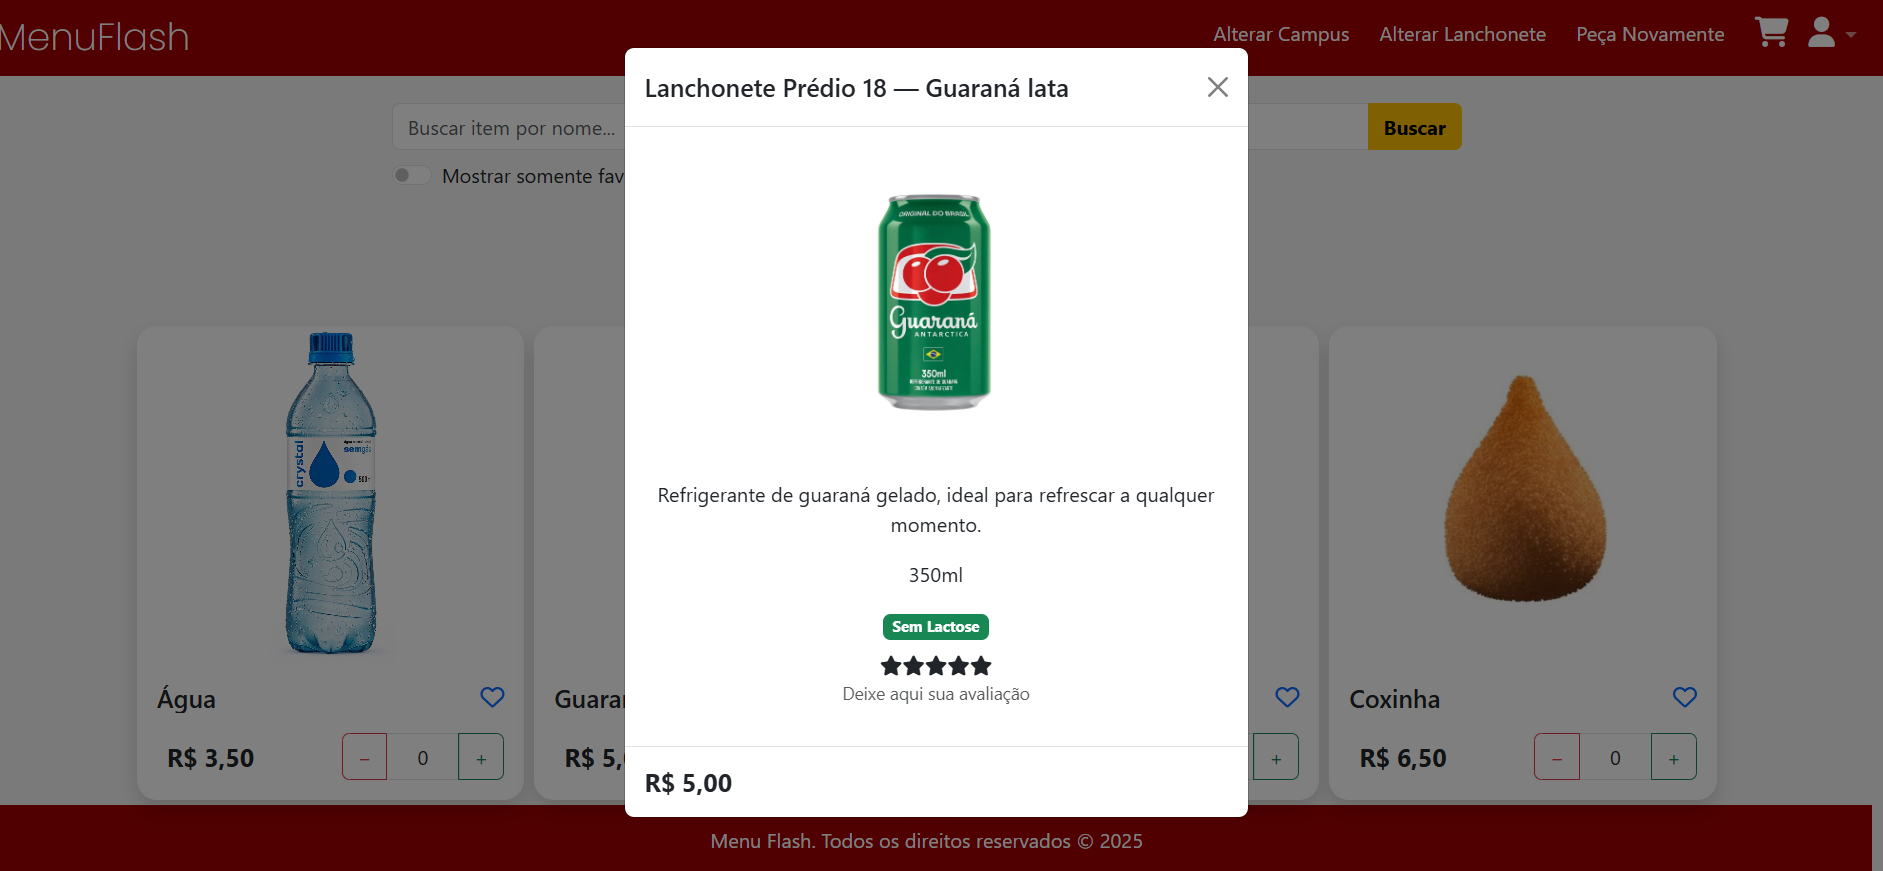 MenuFlash
Alterar Campus
Alterar Lanchonete
Peça Novamente
Lanchonete Prédio 18 — Guaraná lata
Buscar item por nome...
Buscar
Mostrar somente fav
ORIGINAL DO BRASIL
Guaraná
ANTARCTICA
350ml
Refrigerante de guaraná gelado, ideal para refrescar a qualquer
momento.
350ml
Sem Lactose
Deixe aqui sua avaliação
R$ 5,00
crystal
Água
R$ 3,50
−
0
+
Guara
R$ 5,
+
Coxinha
R$ 6,50
−
0
+
Menu Flash. Todos os direitos reservados © 2025